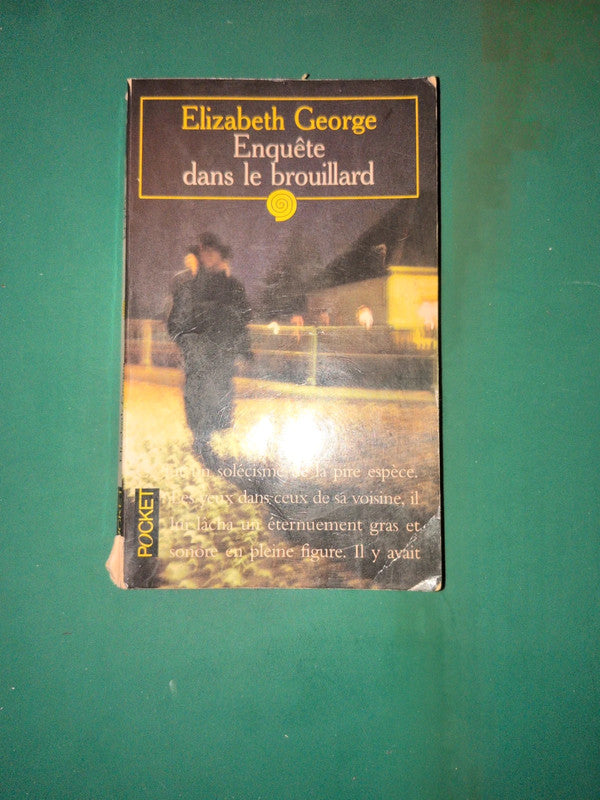 Elizabeth George
Enquête
dans le brouillard
un solécisme de la pire espèce.
Les yeux dans ceux de sa voisine, il
lui lâcha un éternuement gras et
sonore en pleine figure. Il y avait
POCKET